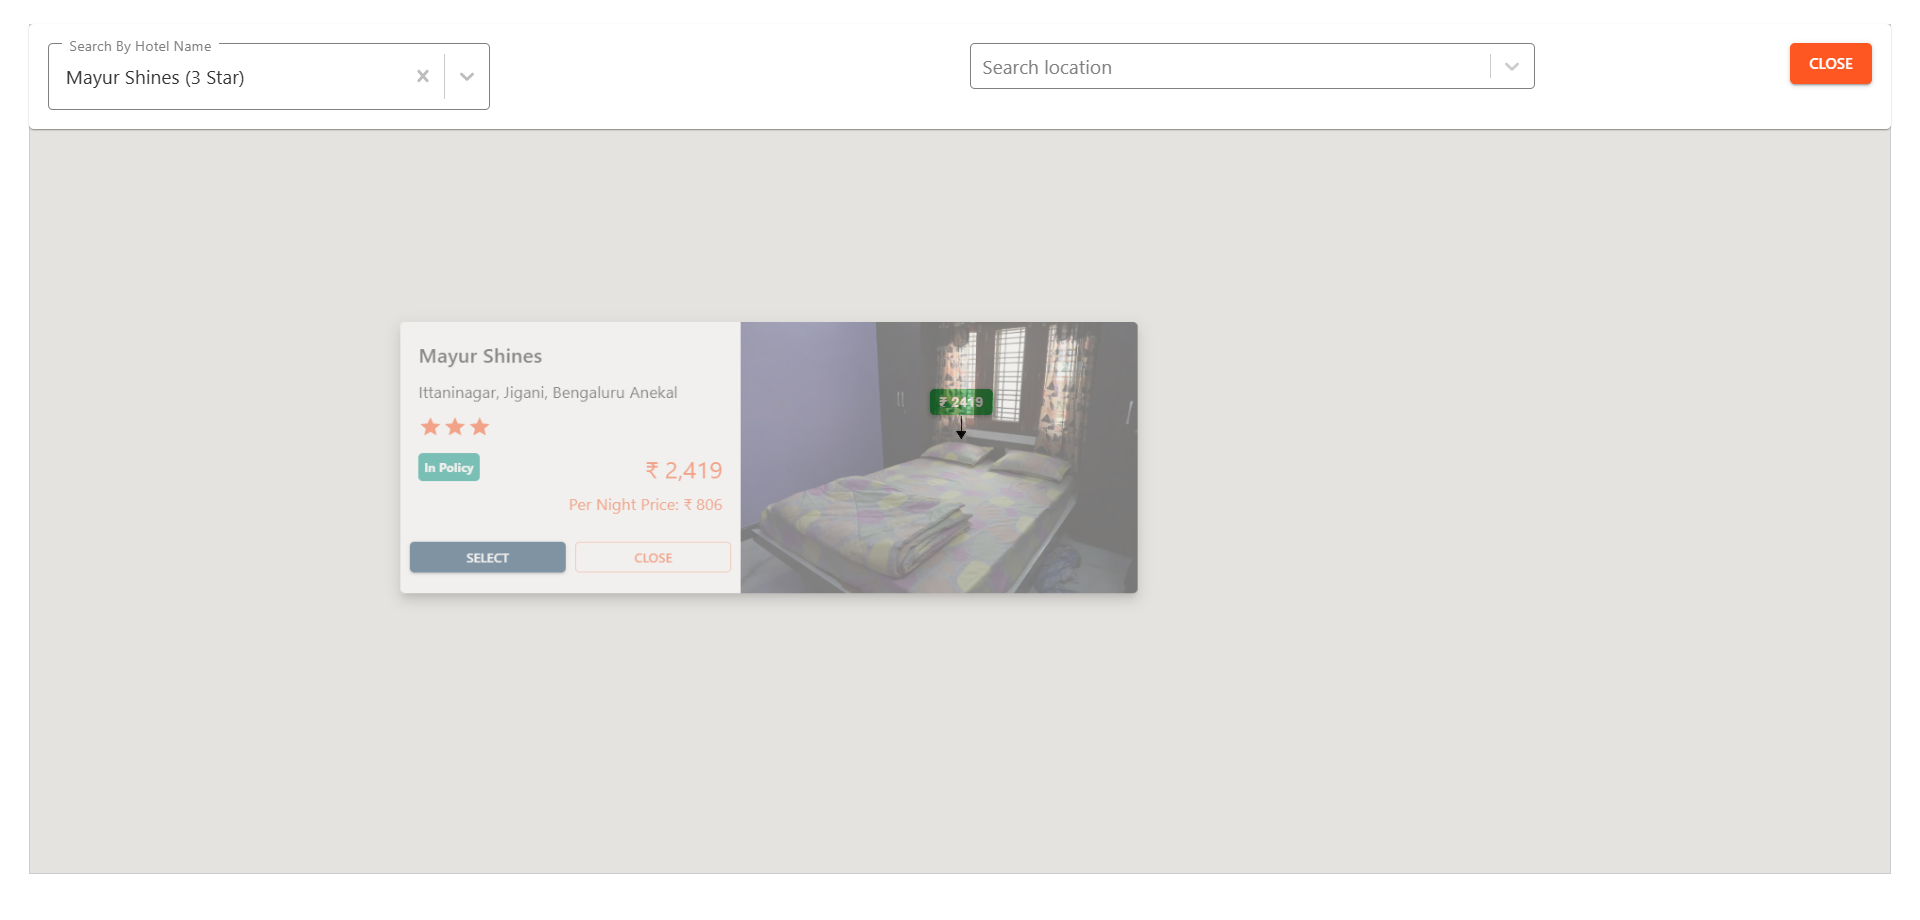 Search By Hotel Name
Mayur Shines (3 Star)
Search location
CLOSE
Mayur Shines
Ittaninagar, Jigani, Bengaluru Anekal
In Policy
₹ 2,419
Per Night Price: ₹ 806
SELECT
CLOSE
₹ 2419